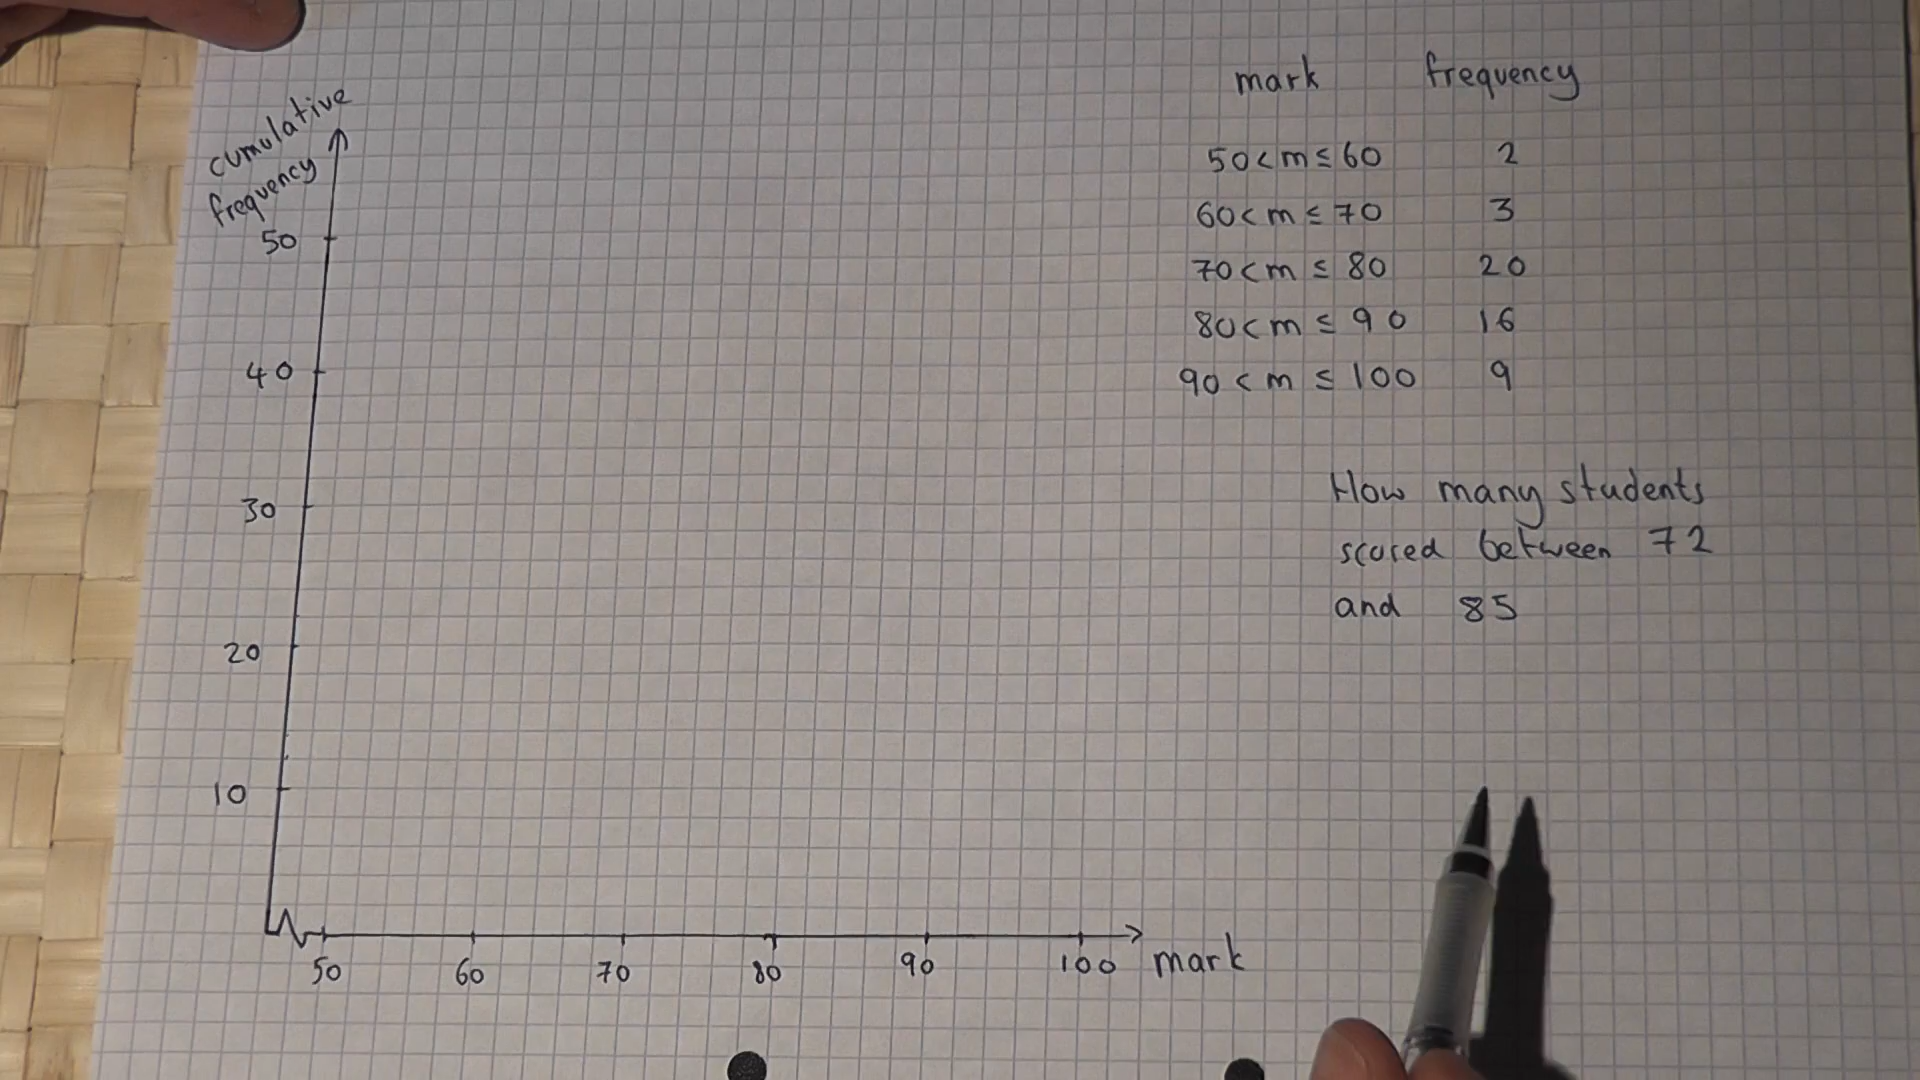 cumulative
frequency
50
40
30
20
10
50 60 70 80 90 100 mark
mark frequency
50 < m ≤ 60 2
60 < m ≤ 70 3
70 < m ≤ 80 20
80 < m ≤ 90 16
90 < m ≤ 100 9
How many students
scored between 72
and 85